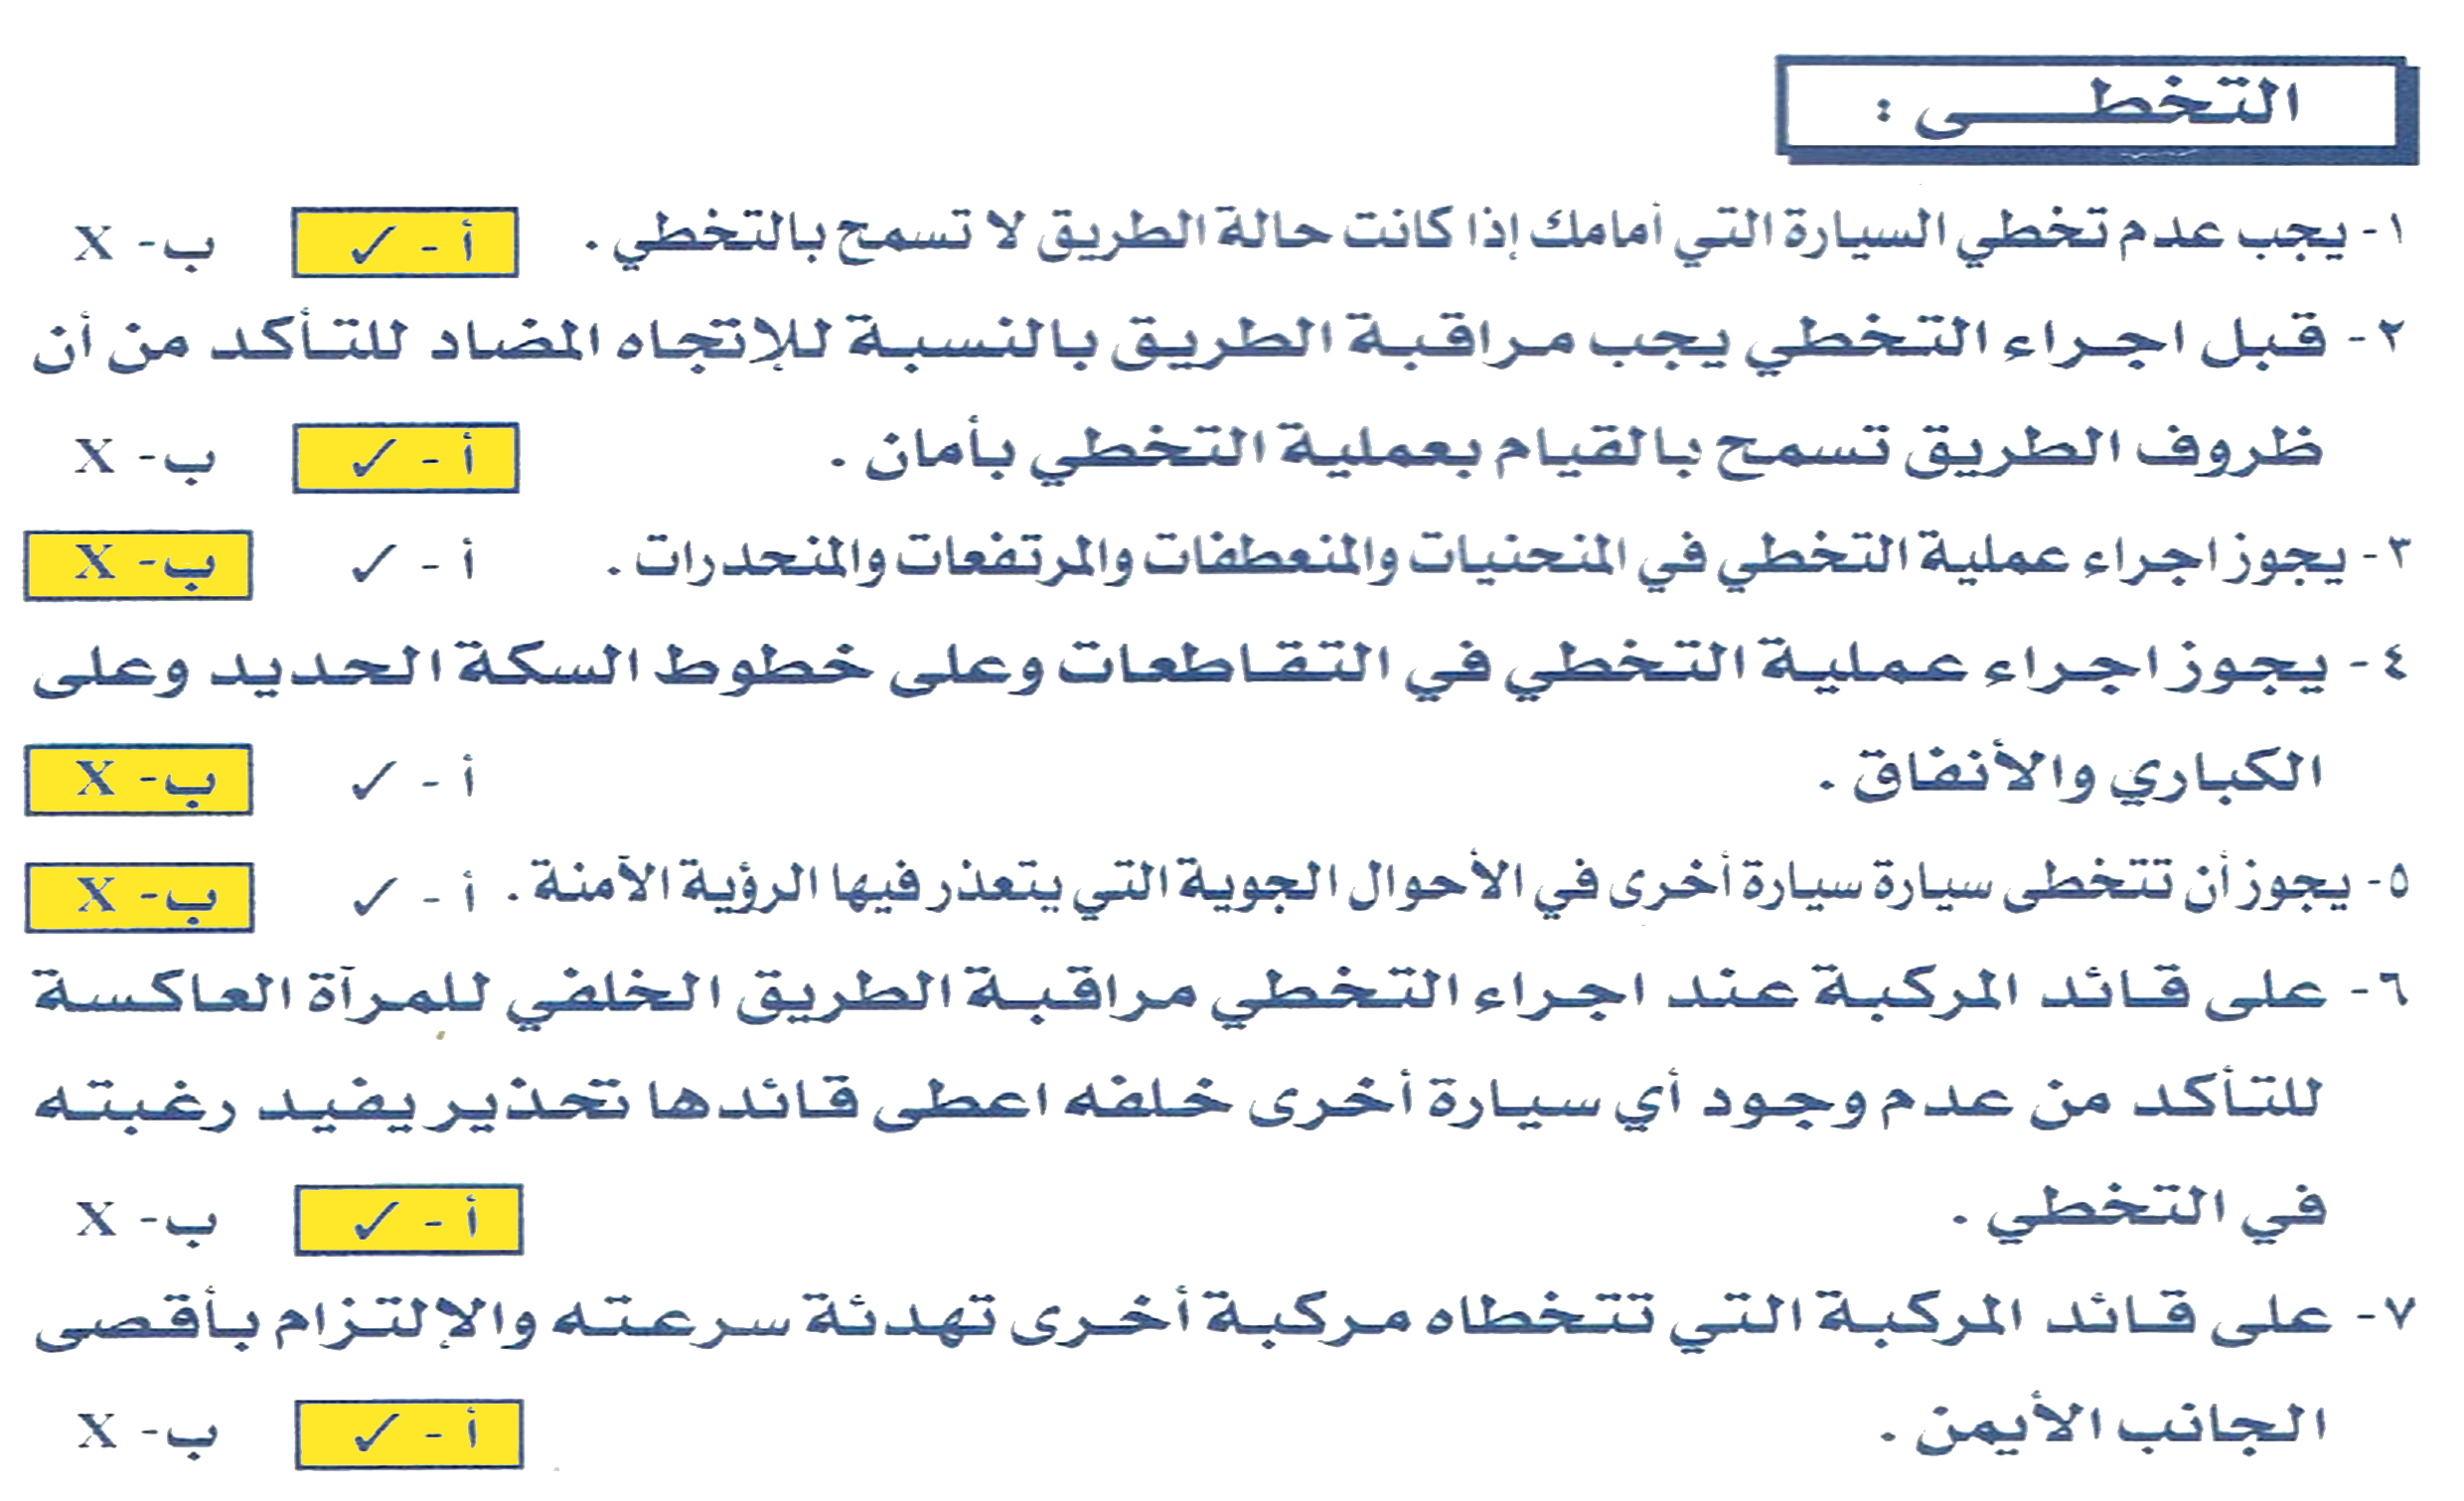 التخطى :
١- يجب عدم تخطي السيارة التي أمامك إذا كانت حالة الطريق لا تسمح بالتخطي . أ - ✓ ب- X
٢- قبل اجراء التخطي يجب مراقبة الطريق بالنسبة للإتجاه المضاد للتأكد من أن
ظروف الطريق تسمح بالقيام بعملية التخطي بأمان . أ - ✓ ب- X
٣- يجوز اجراء عملية التخطي في المنحنيات والمنعطفات والمرتفعات والمنحدرات . أ - ✓ ب- X
٤- يجوز اجراء عملية التخطي في التقاطعات وعلى خطوط السكة الحديد وعلى
الكباري والأنفاق . أ - ✓ ب- X
٥- يجوز أن تتخطى سيارة سيارة أخرى في الأحوال الجوية التي يتعذر فيها الرؤية الآمنة . أ - ✓ ب- X
٦- على قائد المركبة عند اجراء التخطي مراقبة الطريق الخلفي للمرآة العاكسة
للتأكد من عدم وجود أي سيارة أخرى خلفه اعطى قائدها تحذير يفيد رغبته
في التخطي . أ - ✓ ب- X
٧- على قائد المركبة التي تتخطاه مركبة أخرى تهدئة سرعته والإلتزام بأقصى
الجانب الأيمن . أ - ✓ ب- X